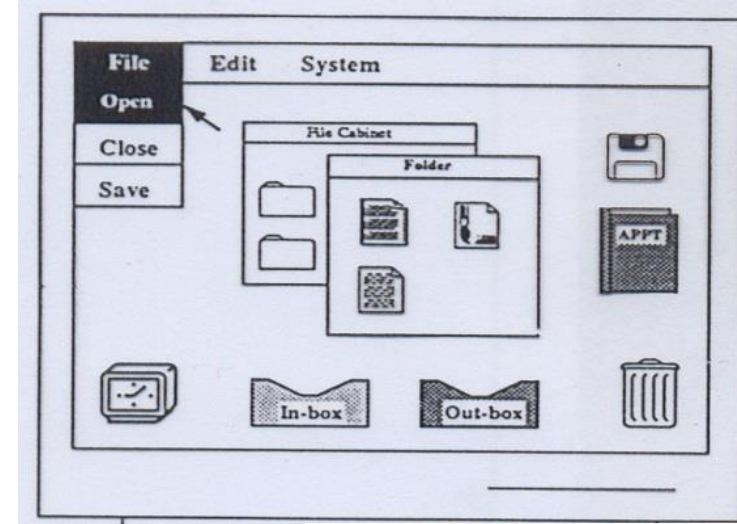 File Edit System
Open
Close
Save
File Cabinet
Folder
APPT
In-box
Out-box